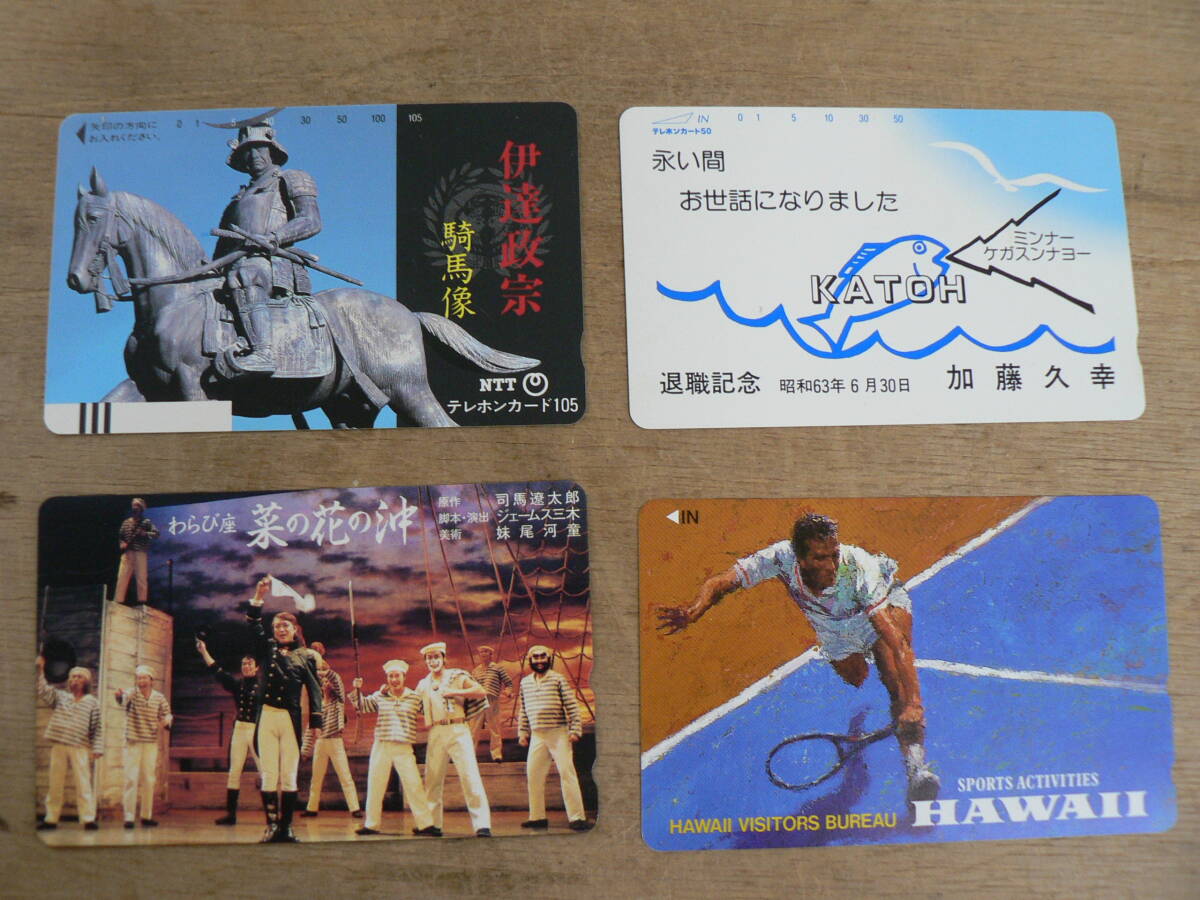 矢印の方向に
お入れください。
0 1 5 10 30 50 100 105
伊達政宗
騎馬像
NTT
テレホンカード105
IN
テレホンカード50
0 1 5 10 30 50
永い間
お世話になりました
ミンナー
ケガスンナヨー
KATOH
退職記念 昭和63年6月30日 加藤久幸
わらび座 菜の花の沖
原作 司馬遼太郎
脚本・演出 ジェームス三木
美術 妹尾河童
IN
SPORTS ACTIVITIES
HAWAII
HAWAII VISITORS BUREAU